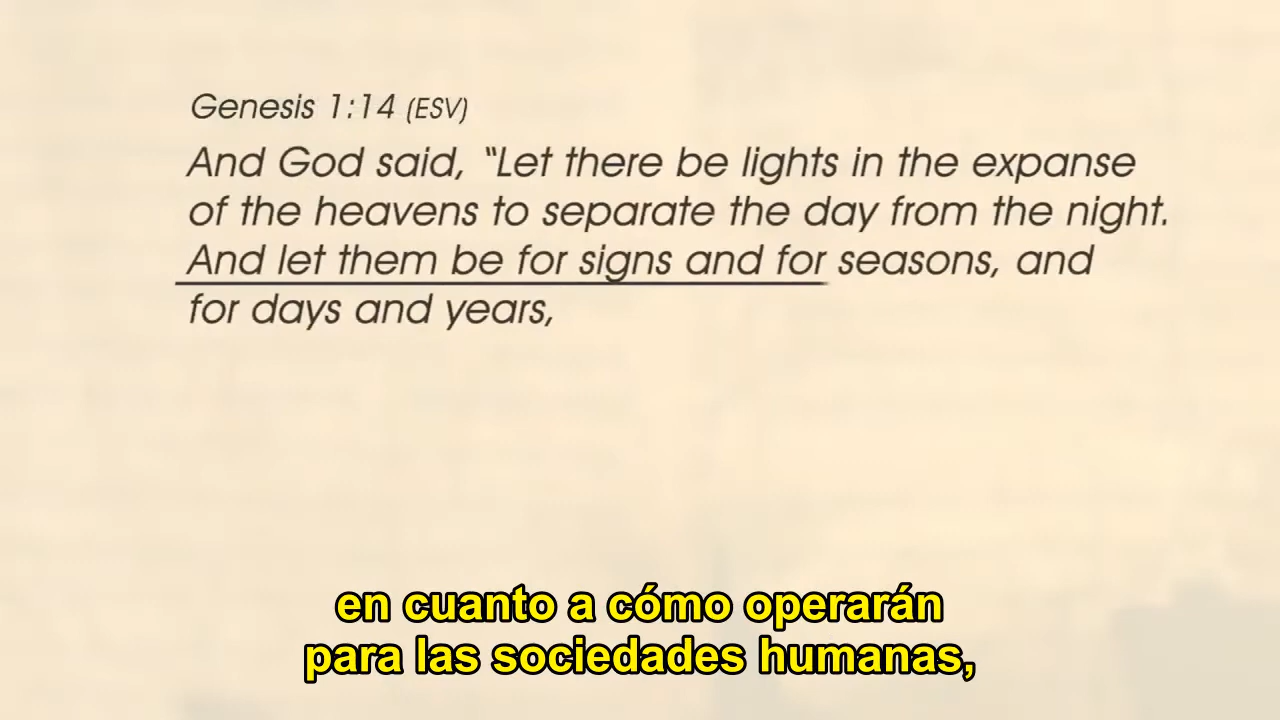 Genesis 1:14 (ESV)
And God said, “Let there be lights in the expanse
of the heavens to separate the day from the night.
And let them be for signs and for seasons, and
for days and years,
en cuanto a cómo operarán
para las sociedades humanas,